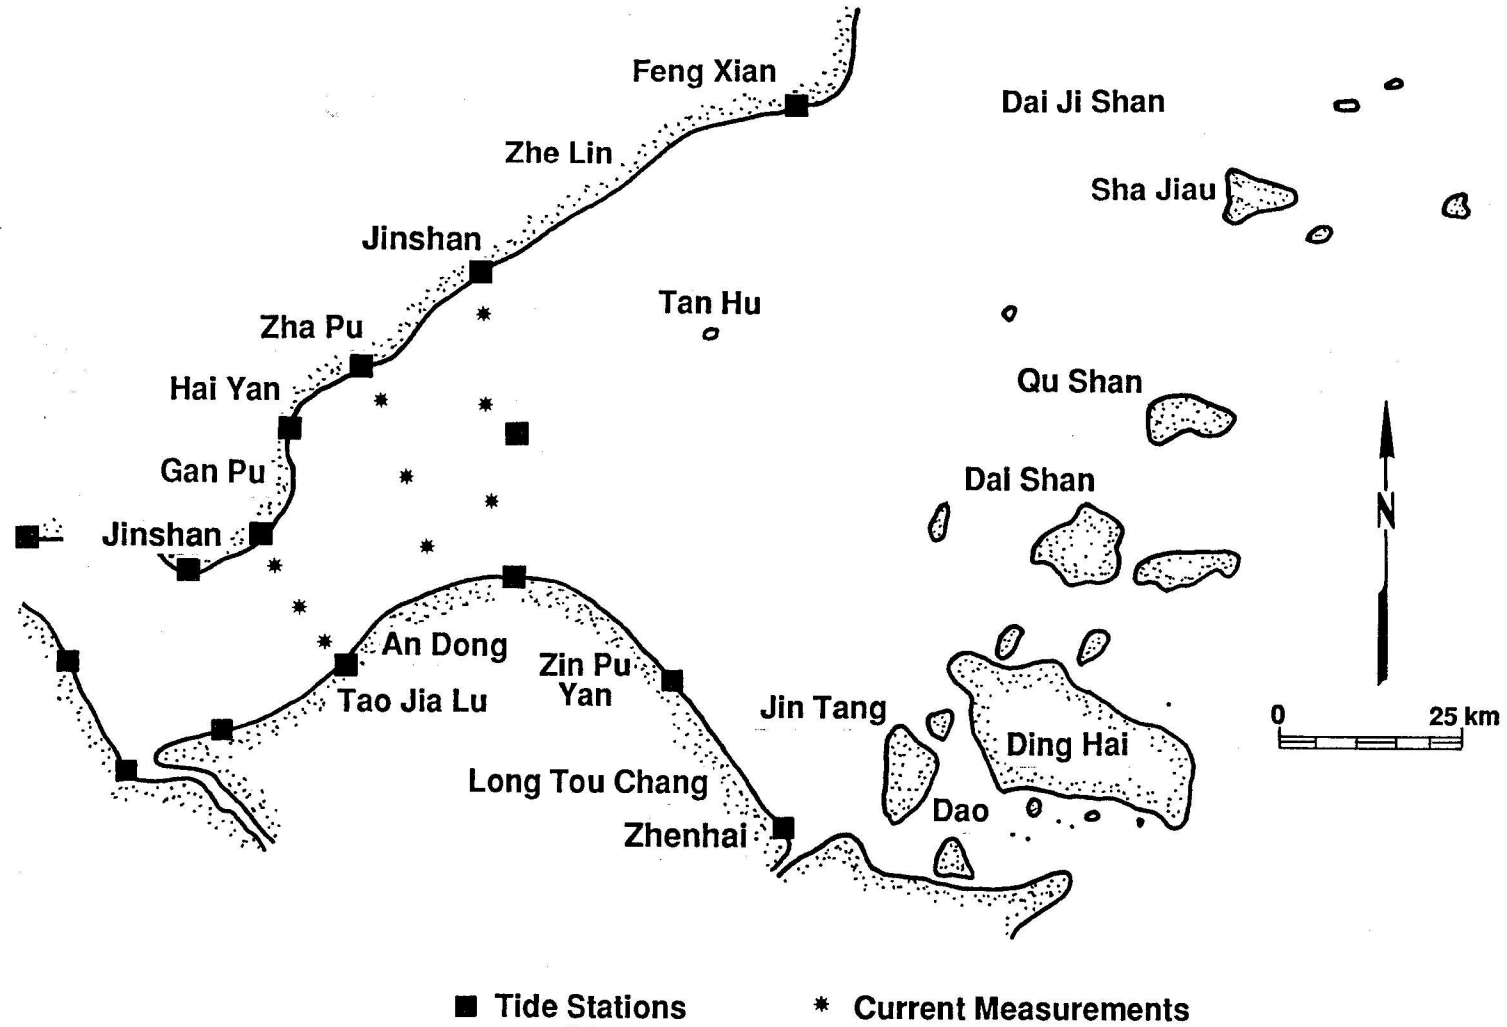 Feng Xian
Dai Ji Shan
Zhe Lin
Sha Jiau
Jinshan
Tan Hu
Zha Pu
Qu Shan
Hai Yan
Gan Pu
Dai Shan
N
Jinshan
An Dong
Zin Pu
Yan
Tao Jia Lu
Jin Tang
0 25 km
Ding Hai
Long Tou Chang
Dao
Zhenhai
Tide Stations
Current Measurements